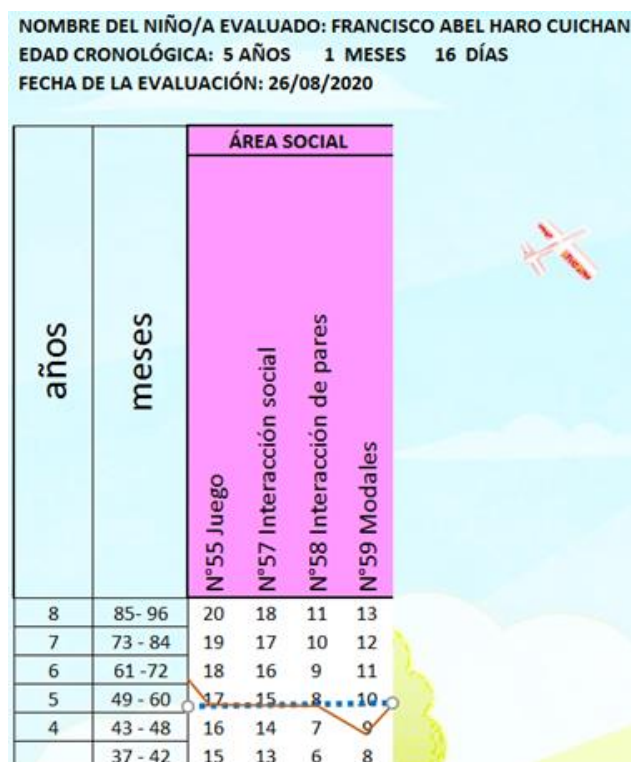 NOMBRE DEL NIÑO/A EVALUADO: FRANCISCO ABEL HARO CUICHAN
EDAD CRONOLÓGICA: 5 AÑOS 1 MESES 16 DÍAS
FECHA DE LA EVALUACIÓN: 26/08/2020
ÁREA SOCIAL
años
meses
N°55 Juego
N°57 Interacción social
N°58 Interacción de pares
N°59 Modales
8 85- 96 20 18 11 13
7 73 - 84 19 17 10 12
6 61 -72 18 16 9 11
5 49 - 60 17 15 8 10
4 43 - 48 16 14 7 9
37 - 42 15 13 6 8